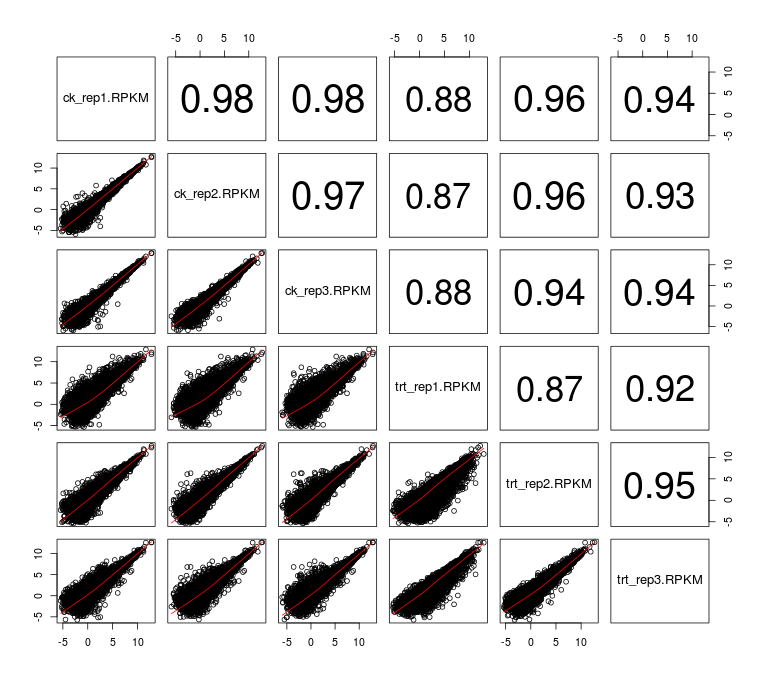 -5 0 5 10 -5 0 5 10 -5 0 5 10
ck_rep1.RPKM 0.98 0.98 0.88 0.96 0.94 -5 0 5 10
-5 0 5 10 ck_rep2.RPKM 0.97 0.87 0.96 0.93
ck_rep3.RPKM 0.88 0.94 0.94 -5 0 5 10
-5 0 5 10 trt_rep1.RPKM 0.87 0.92
trt_rep2.RPKM 0.95 -5 0 5 10
-5 0 5 10 trt_rep3.RPKM
-5 0 5 10 -5 0 5 10 -5 0 5 10